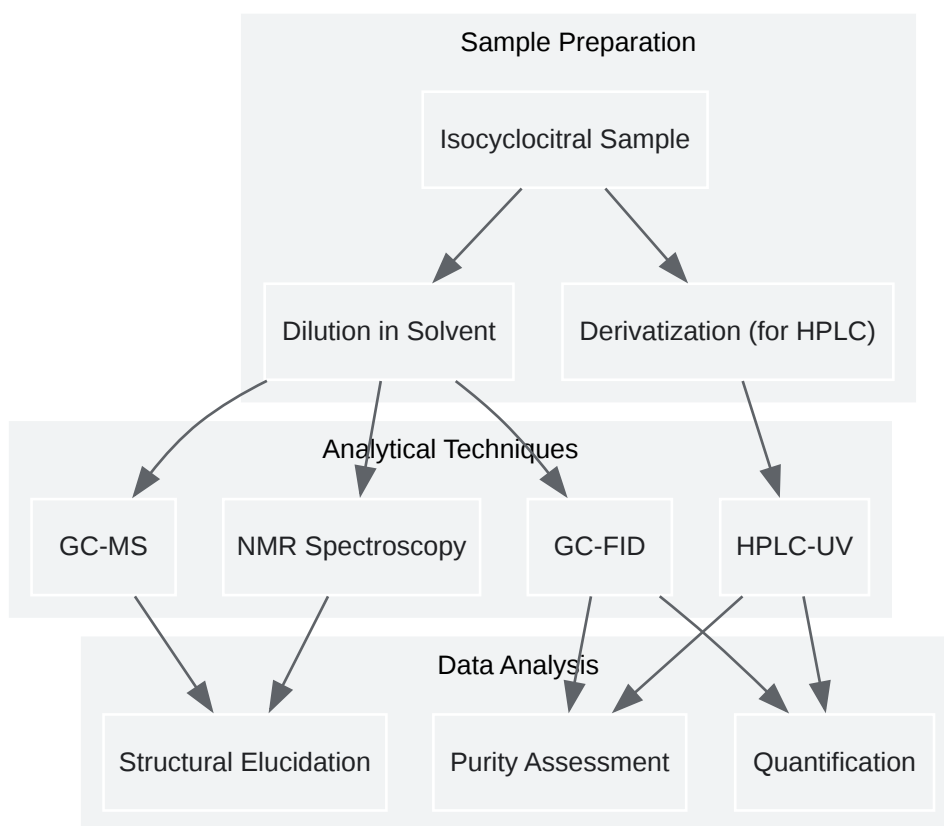 Sample Preparation
Isocyclocitral Sample
Dilution in Solvent
Derivatization (for HPLC)
Analytical Techniques
GC-MS
NMR Spectroscopy
GC-FID
HPLC-UV
Data Analysis
Structural Elucidation
Purity Assessment
Quantification